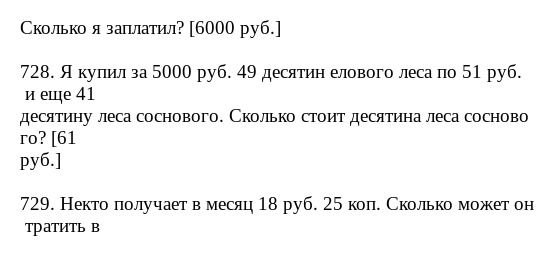 Сколько я заплатил? [6000 руб.]
728. Я купил за 5000 руб. 49 десятин елового леса по 51 руб.
и еще 41
десятину леса соснового. Сколько стоит десятина леса сосново
го? [61
руб.]
729. Некто получает в месяц 18 руб. 25 коп. Сколько может он
тратить в